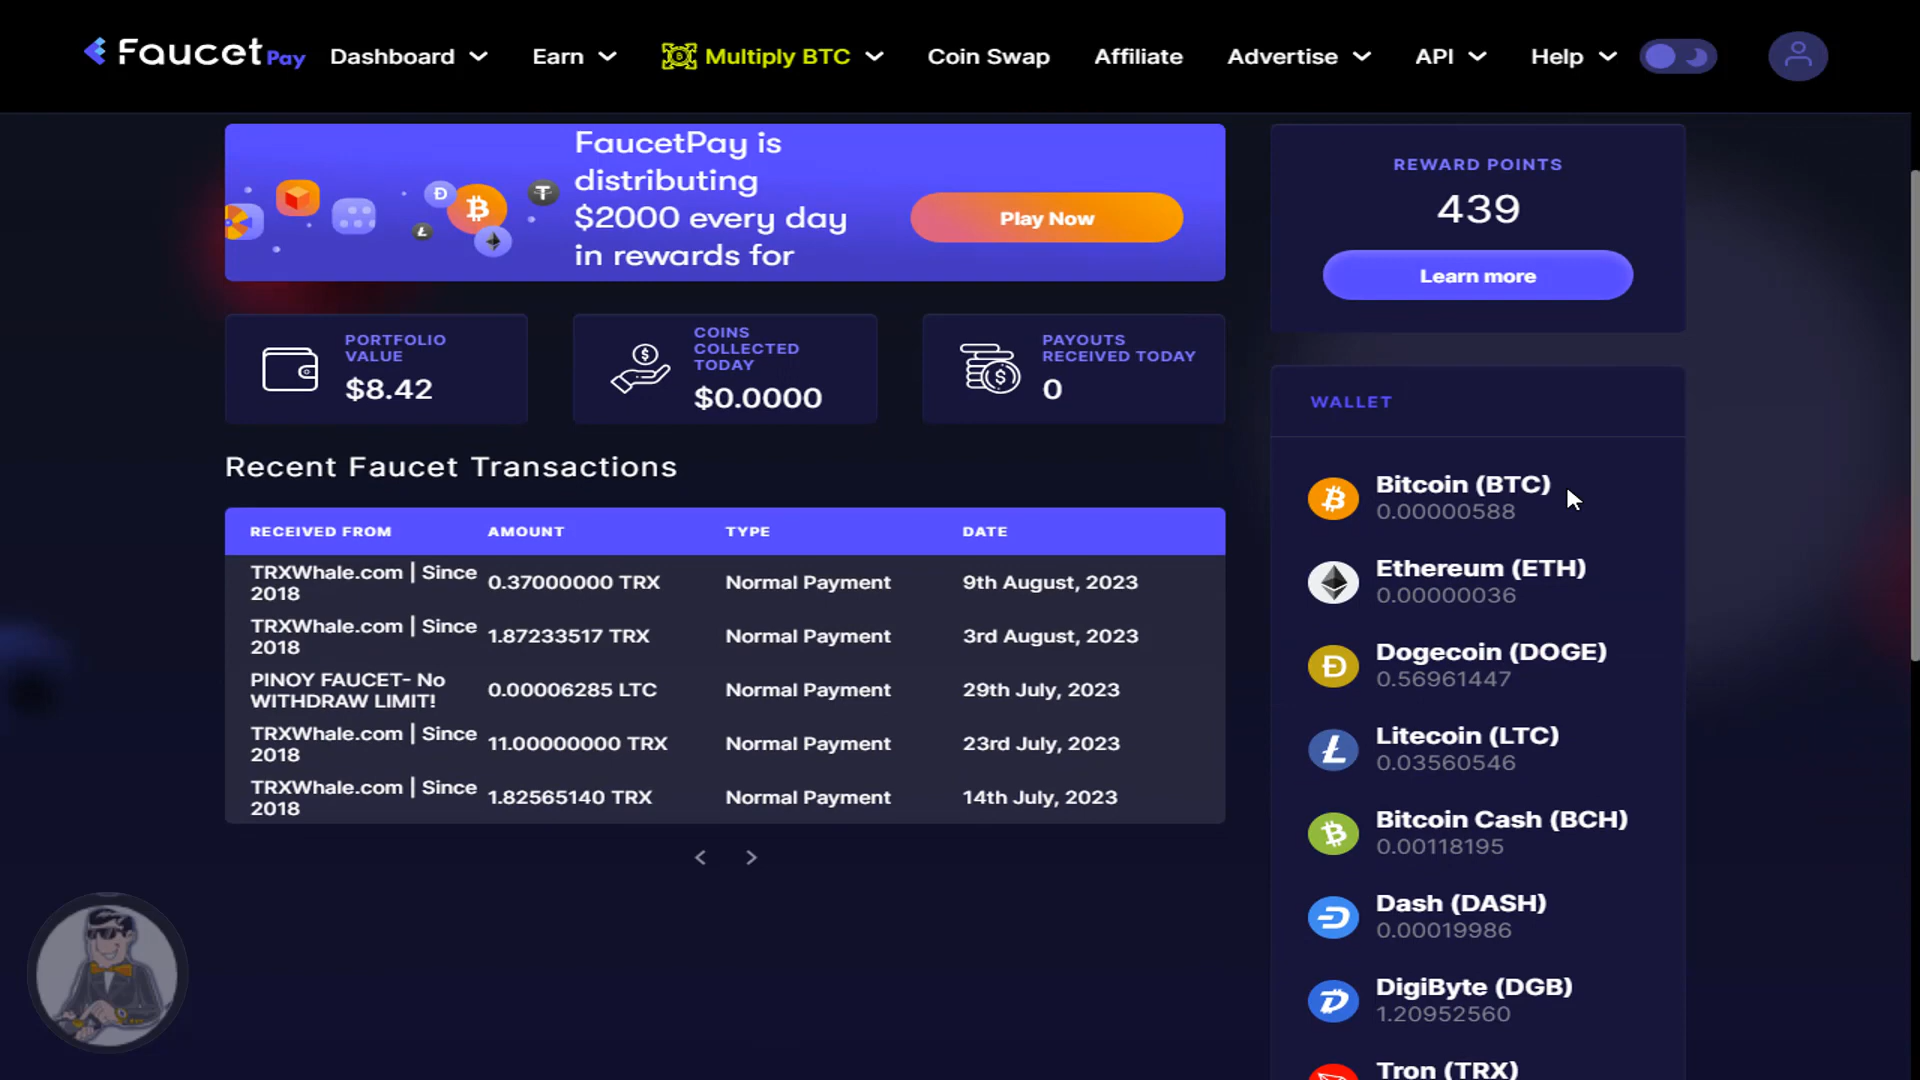 FaucetPay Dashboard Earn Multiply BTC Coin Swap Affiliate Advertise API Help
FaucetPay is
distributing
$2000 every day
in rewards for
Play Now
REWARD POINTS
439
Learn more
PORTFOLIO
VALUE
$8.42
COINS
COLLECTED
TODAY
$0.0000
PAYOUTS
RECEIVED TODAY
0
Recent Faucet Transactions
RECEIVED FROM AMOUNT TYPE DATE
TRXWhale.com | Since
2018
0.37000000 TRX Normal Payment 9th August, 2023
TRXWhale.com | Since
2018
1.87233517 TRX Normal Payment 3rd August, 2023
PINOY FAUCET- No
WITHDRAW LIMIT!
0.00006285 LTC Normal Payment 29th July, 2023
TRXWhale.com | Since
2018
11.00000000 TRX Normal Payment 23rd July, 2023
TRXWhale.com | Since
2018
1.82565140 TRX Normal Payment 14th July, 2023
WALLET
Bitcoin (BTC)
0.00000588
Ethereum (ETH)
0.00000036
Dogecoin (DOGE)
0.56961447
Litecoin (LTC)
0.03560546
Bitcoin Cash (BCH)
0.00118195
Dash (DASH)
0.00019986
DigiByte (DGB)
1.20952560
Tron (TRX)